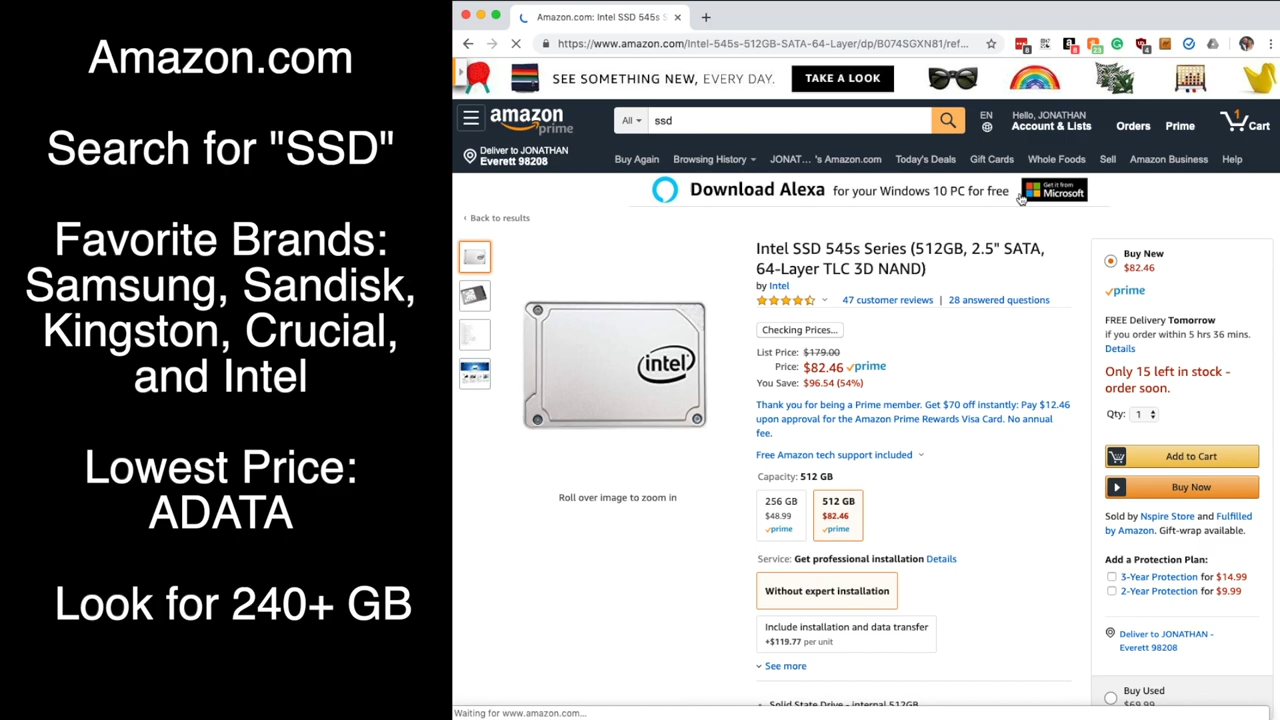 Amazon.com
Search for "SSD"
Favorite Brands:
Samsung, Sandisk,
Kingston, Crucial,
and Intel
Lowest Price:
ADATA
Look for 240+ GB
Amazon.com: Intel SSD 545s S
https://www.amazon.com/Intel-545s-512GB-SATA-64-Layer/dp/B074SGXN81/ref...
SEE SOMETHING NEW, EVERY DAY.
TAKE A LOOK
amazon
prime
All
ssd
EN
Hello, JONATHAN
Account & Lists
Orders
Prime
1
Cart
Deliver to JONATHAN
Everett 98208
Buy Again
Browsing History
JONAT... 's Amazon.com
Today's Deals
Gift Cards
Whole Foods
Sell
Amazon Business
Help
Download Alexa for your Windows 10 PC for free
Get it from
Microsoft
‹ Back to results
Intel SSD 545s Series (512GB, 2.5" SATA,
64-Layer TLC 3D NAND)
by Intel
47 customer reviews | 28 answered questions
Checking Prices...
List Price: $179.00
Price: $82.46 prime
You Save: $96.54 (54%)
Thank you for being a Prime member. Get $70 off instantly: Pay $12.46
upon approval for the Amazon Prime Rewards Visa Card. No annual
fee.
Free Amazon tech support included
Capacity: 512 GB
256 GB
$48.99
prime
512 GB
$82.46
prime
Service: Get professional installation Details
Without expert installation
Include installation and data transfer
+$119.77 per unit
See more
Solid State Drive - internal 512GB
intel
Roll over image to zoom in
Buy New
$82.46
prime
FREE Delivery Tomorrow
if you order within 5 hrs 36 mins.
Details
Only 15 left in stock -
order soon.
Qty: 1
Add to Cart
Buy Now
Sold by Nspire Store and Fulfilled
by Amazon. Gift-wrap available.
Add a Protection Plan:
3-Year Protection for $14.99
2-Year Protection for $9.99
Deliver to JONATHAN -
Everett 98208
Buy Used
$69.99
Waiting for www.amazon.com...